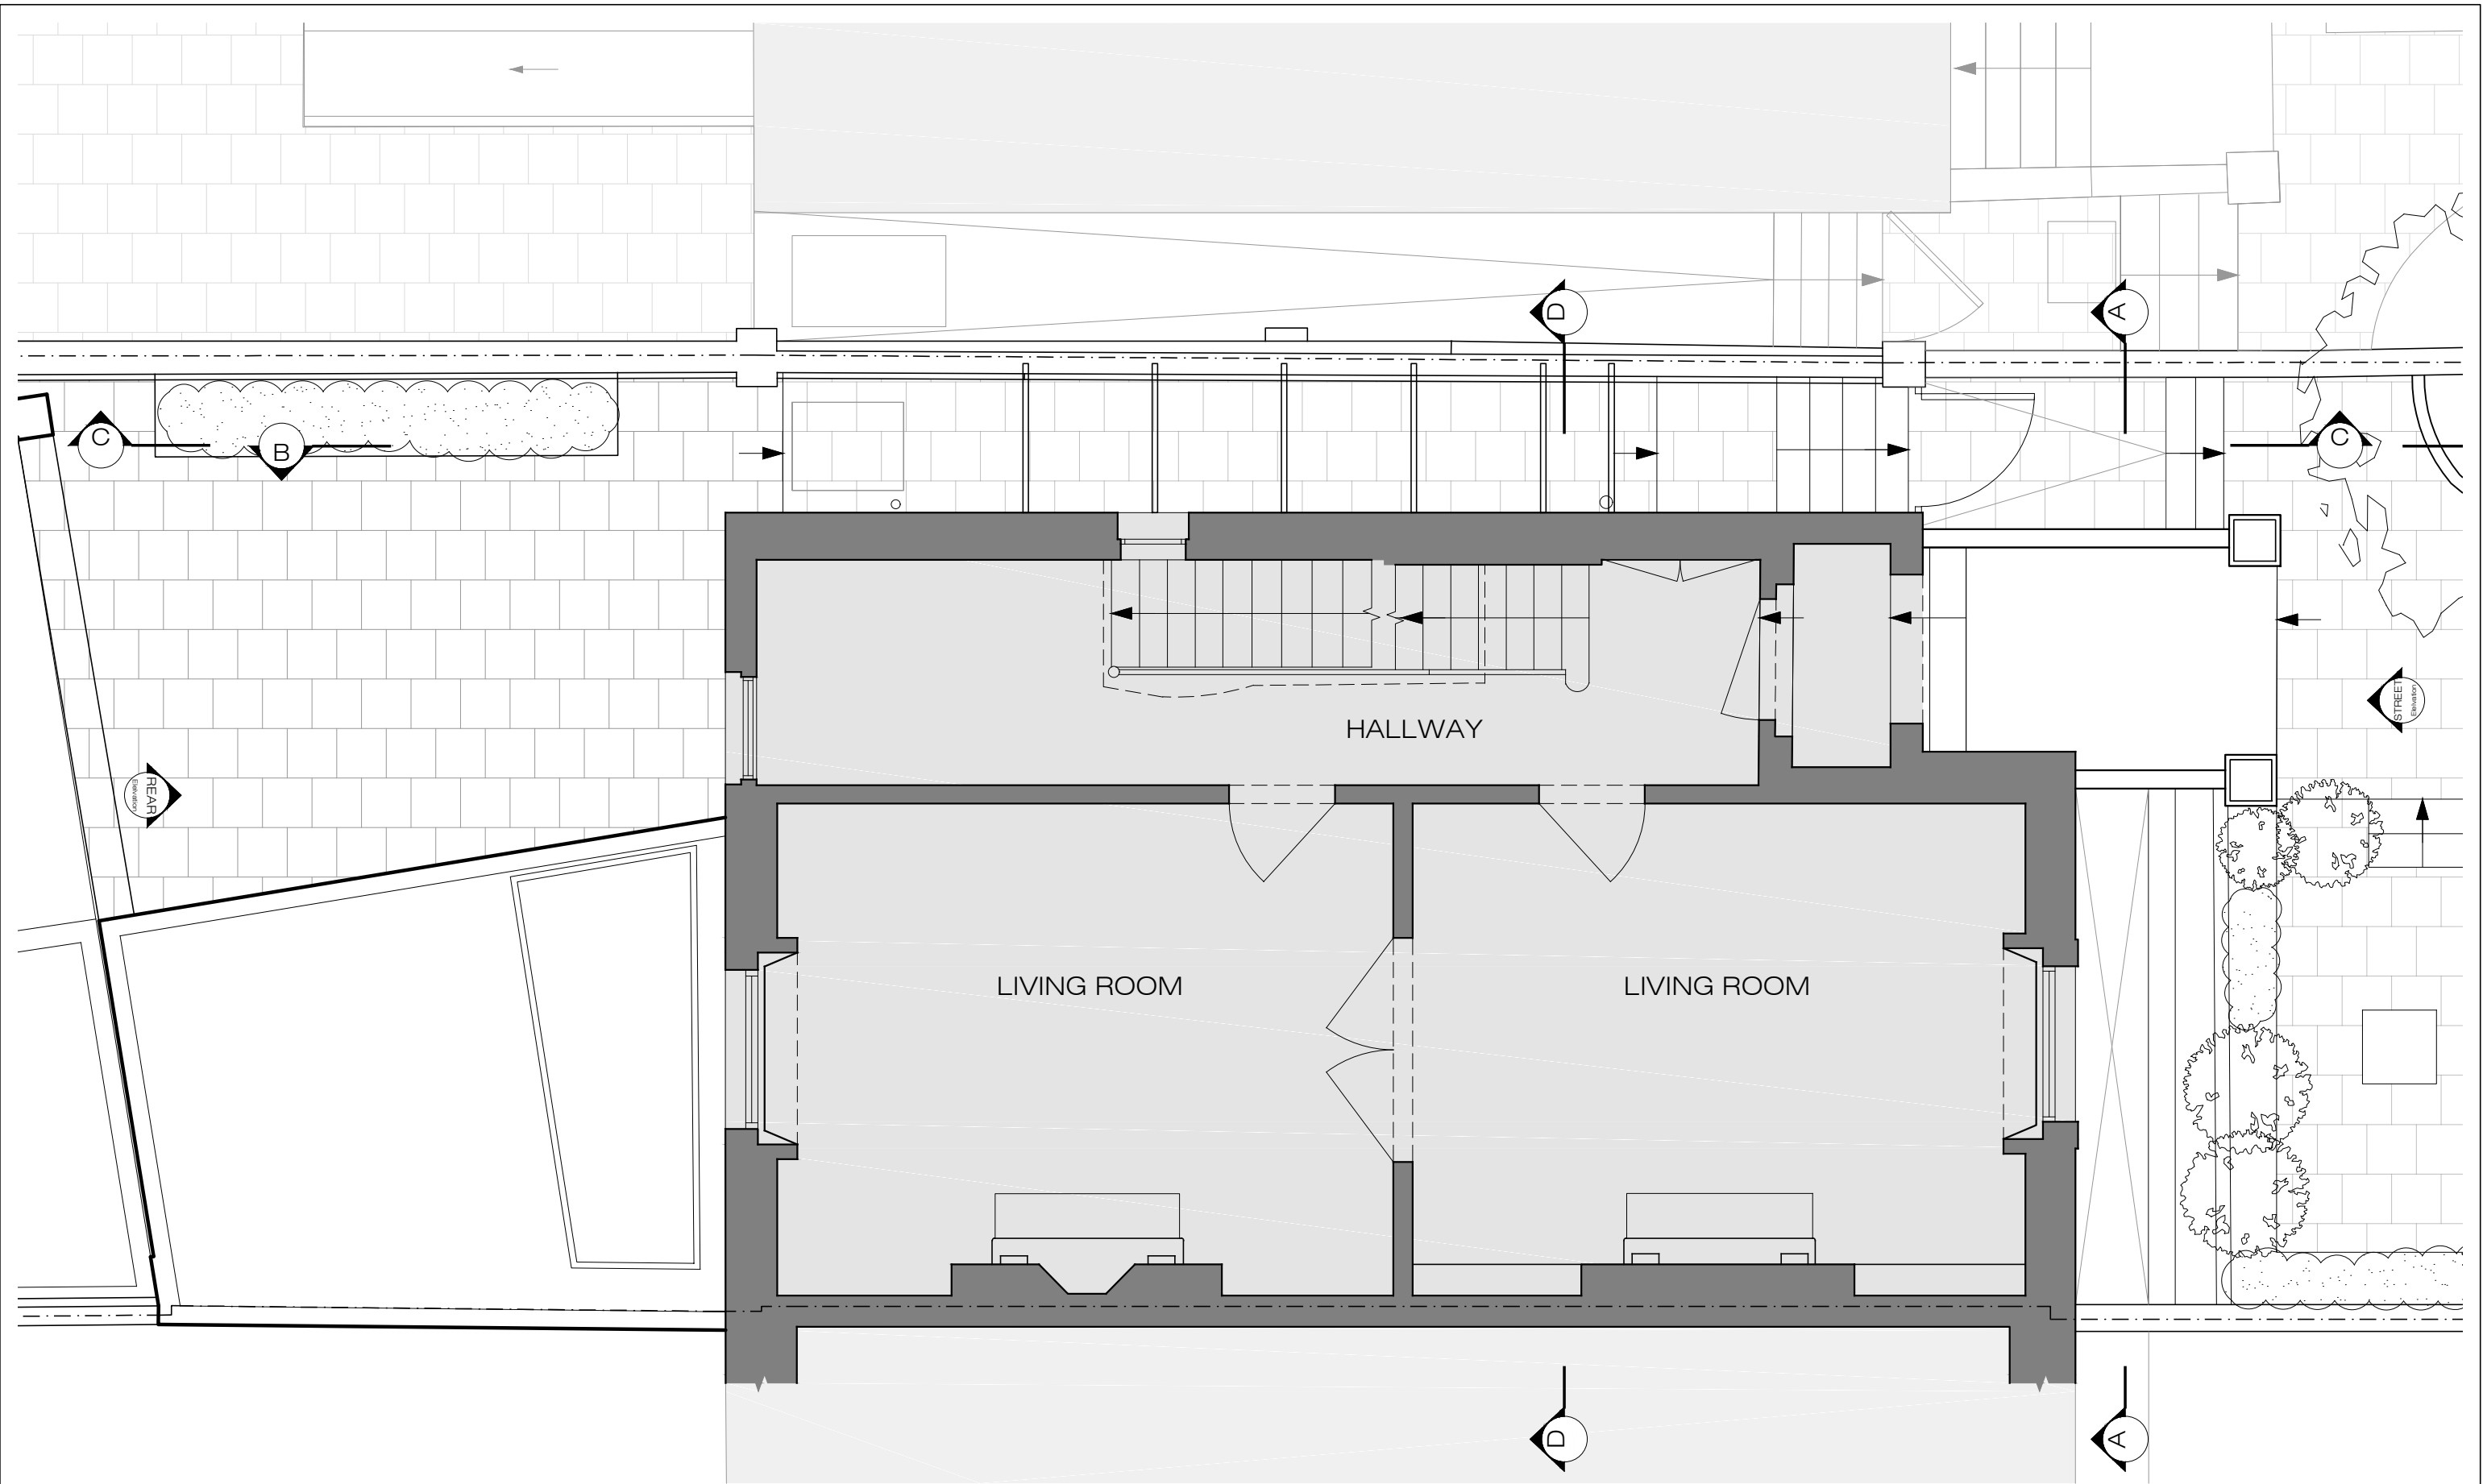 D
A
C
B
C
STREET
Elevation
HALLWAY
REAR
Elevation
LIVING ROOM
LIVING ROOM
D
A